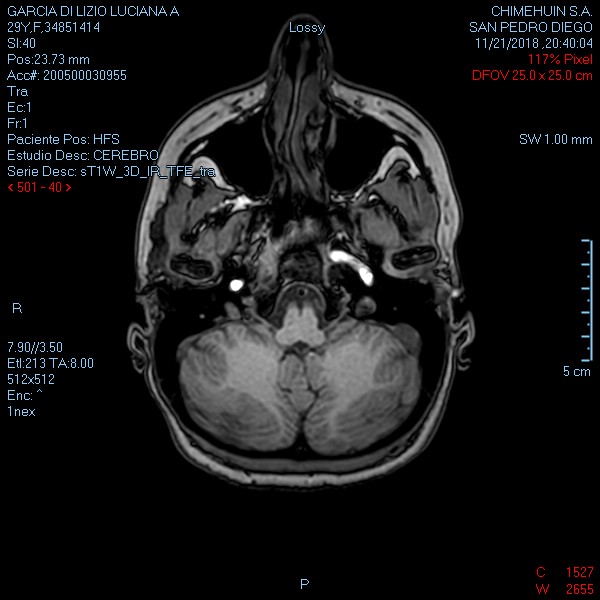 GARCIA DI LIZIO LUCIANA A
29Y,F,34851414
Sl:40
Pos:23.73 mm
Acc#: 200500030955
Tra
Ec:1
Fr:1
Paciente Pos: HFS
Estudio Desc: CEREBRO
Serie Desc: sT1W_3D_IR_TFE_tra
< 501 - 40 >
Lossy
CHIMEHUIN S.A.
SAN PEDRO DIEGO
11/21/2018 ,20:40:04
117% Pixel
DFOV 25.0 x 25.0 cm
SW 1.00 mm
R
5 cm
7.90//3.50
Etl:213 TA:8.00
512x512
Enc: ^
1nex
P
C 1527
W 2655